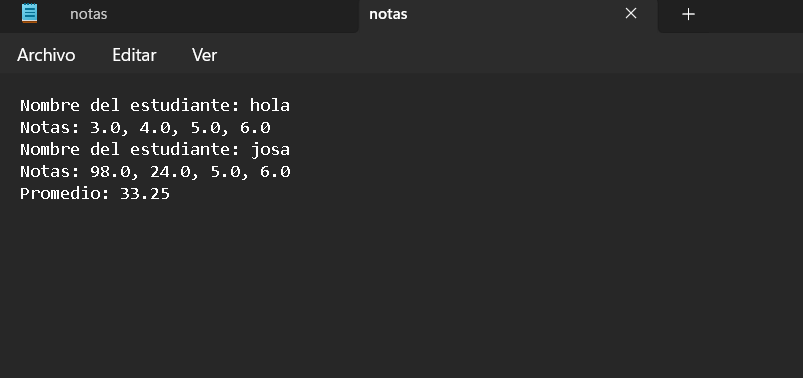 notas
notas
Archivo Editar Ver
Nombre del estudiante: hola
Notas: 3.0, 4.0, 5.0, 6.0
Nombre del estudiante: josa
Notas: 98.0, 24.0, 5.0, 6.0
Promedio: 33.25